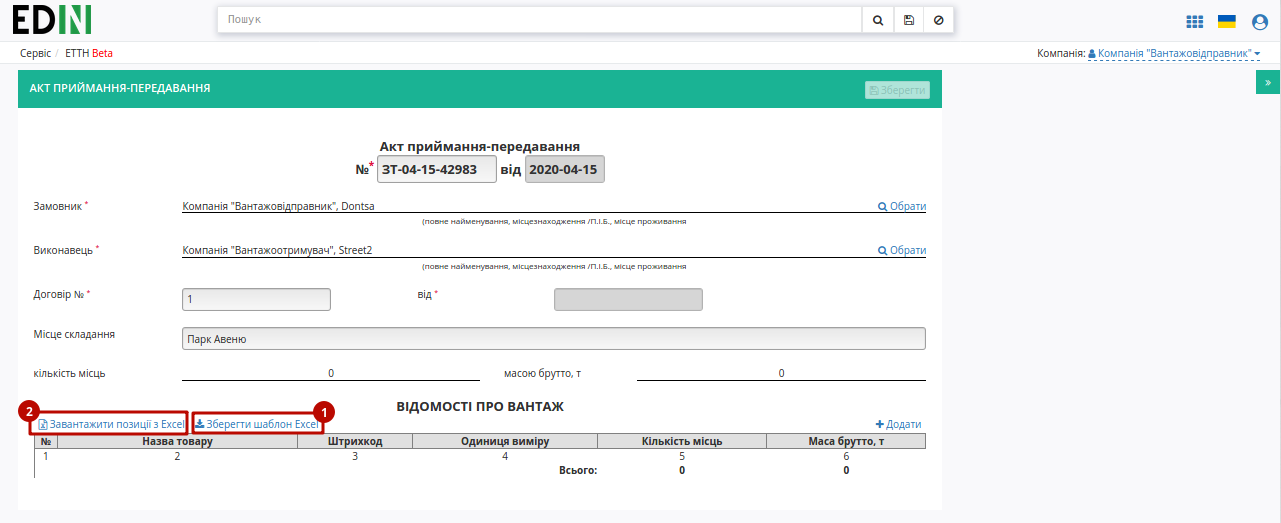 EDIN
Пошук
Сервіс / ЕТТН Beta
Компанія: Компанія "Вантажовідправник"
АКТ ПРИЙМАННЯ-ПЕРЕДАВАННЯ
Зберегти
»
Акт приймання-передавання
№* ЗТ-04-15-42983 від 2020-04-15
Замовник * Компанія "Вантажовідправник", Dontsa Обрати
(повне найменування, місцезнаходження /П.І.Б., місце проживання
Виконавець * Компанія "Вантажоотримувач", Street2 Обрати
(повне найменування, місцезнаходження /П.І.Б., місце проживання
Договір № * 1 від *
Місце складання Парк Авеню
кількість місць 0 масою брутто, т 0
ВІДОМОСТІ ПРО ВАНТАЖ
2 Завантажити позиції з Excel Зберегти шаблон Excel 1 Додати
№ Назва товару Штрихкод Одиниця виміру Кількість місць Маса брутто, т
1 2 3 4 5 6
Всього: 0 0